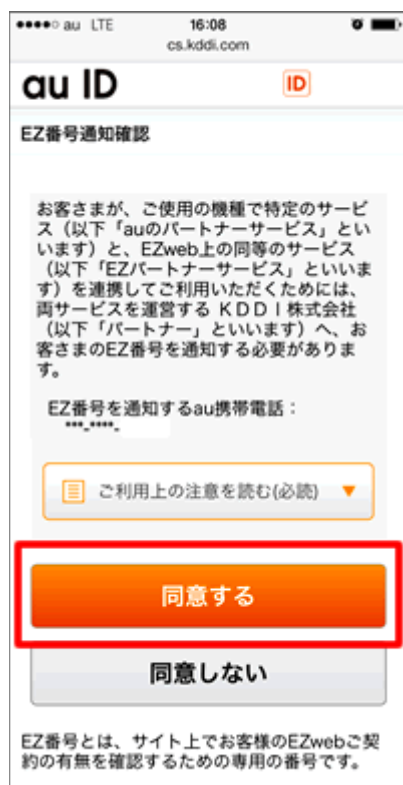 au LTE 16:08
cs.kddi.com
au ID ID
EZ番号通知確認
お客さまが、ご使用の機種で特定のサービ
ス（以下「auのパートナーサービス」とい
います）と、EZweb上の同等のサービス
（以下「EZパートナーサービス」といいま
す）を連携してご利用いただくためには、
両サービスを運営する ＫＤＤＩ株式会社
（以下「パートナー」といいます）へ、お
客さまのEZ番号を通知する必要がありま
す。
EZ番号を通知するau携帯電話：
***-****-
ご利用上の注意を読む(必読) ▼
同意する
同意しない
EZ番号とは、サイト上でお客様のEZwebご契
約の有無を確認するための専用の番号です。